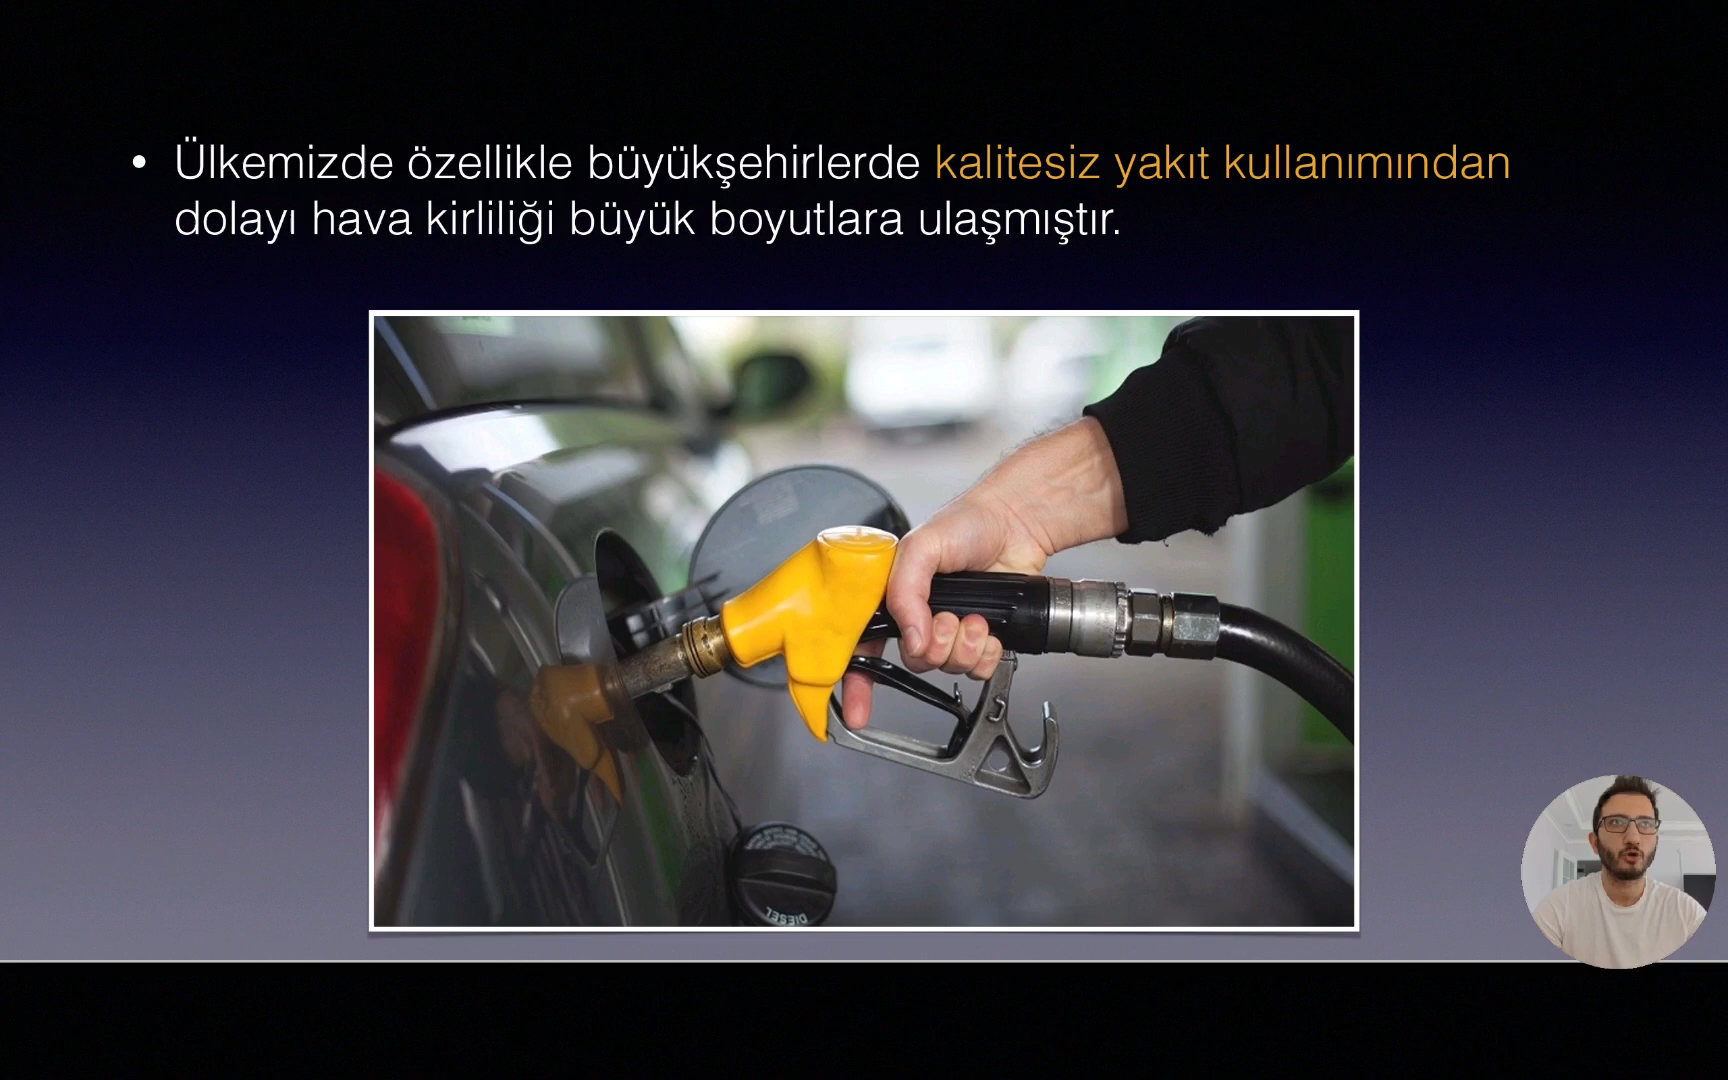 • Ülkemizde özellikle büyükşehirlerde kalitesiz yakıt kullanımından
dolayı hava kirliliği büyük boyutlara ulaşmıştır.
DIESEL